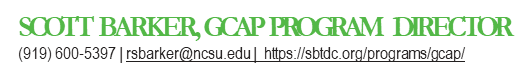 SCOTT BARKER, GCAP PROGRAM DIRECTOR
(919) 600-5397 | rsbarker@ncsu.edu | https://sbtdc.org/programs/gcap/